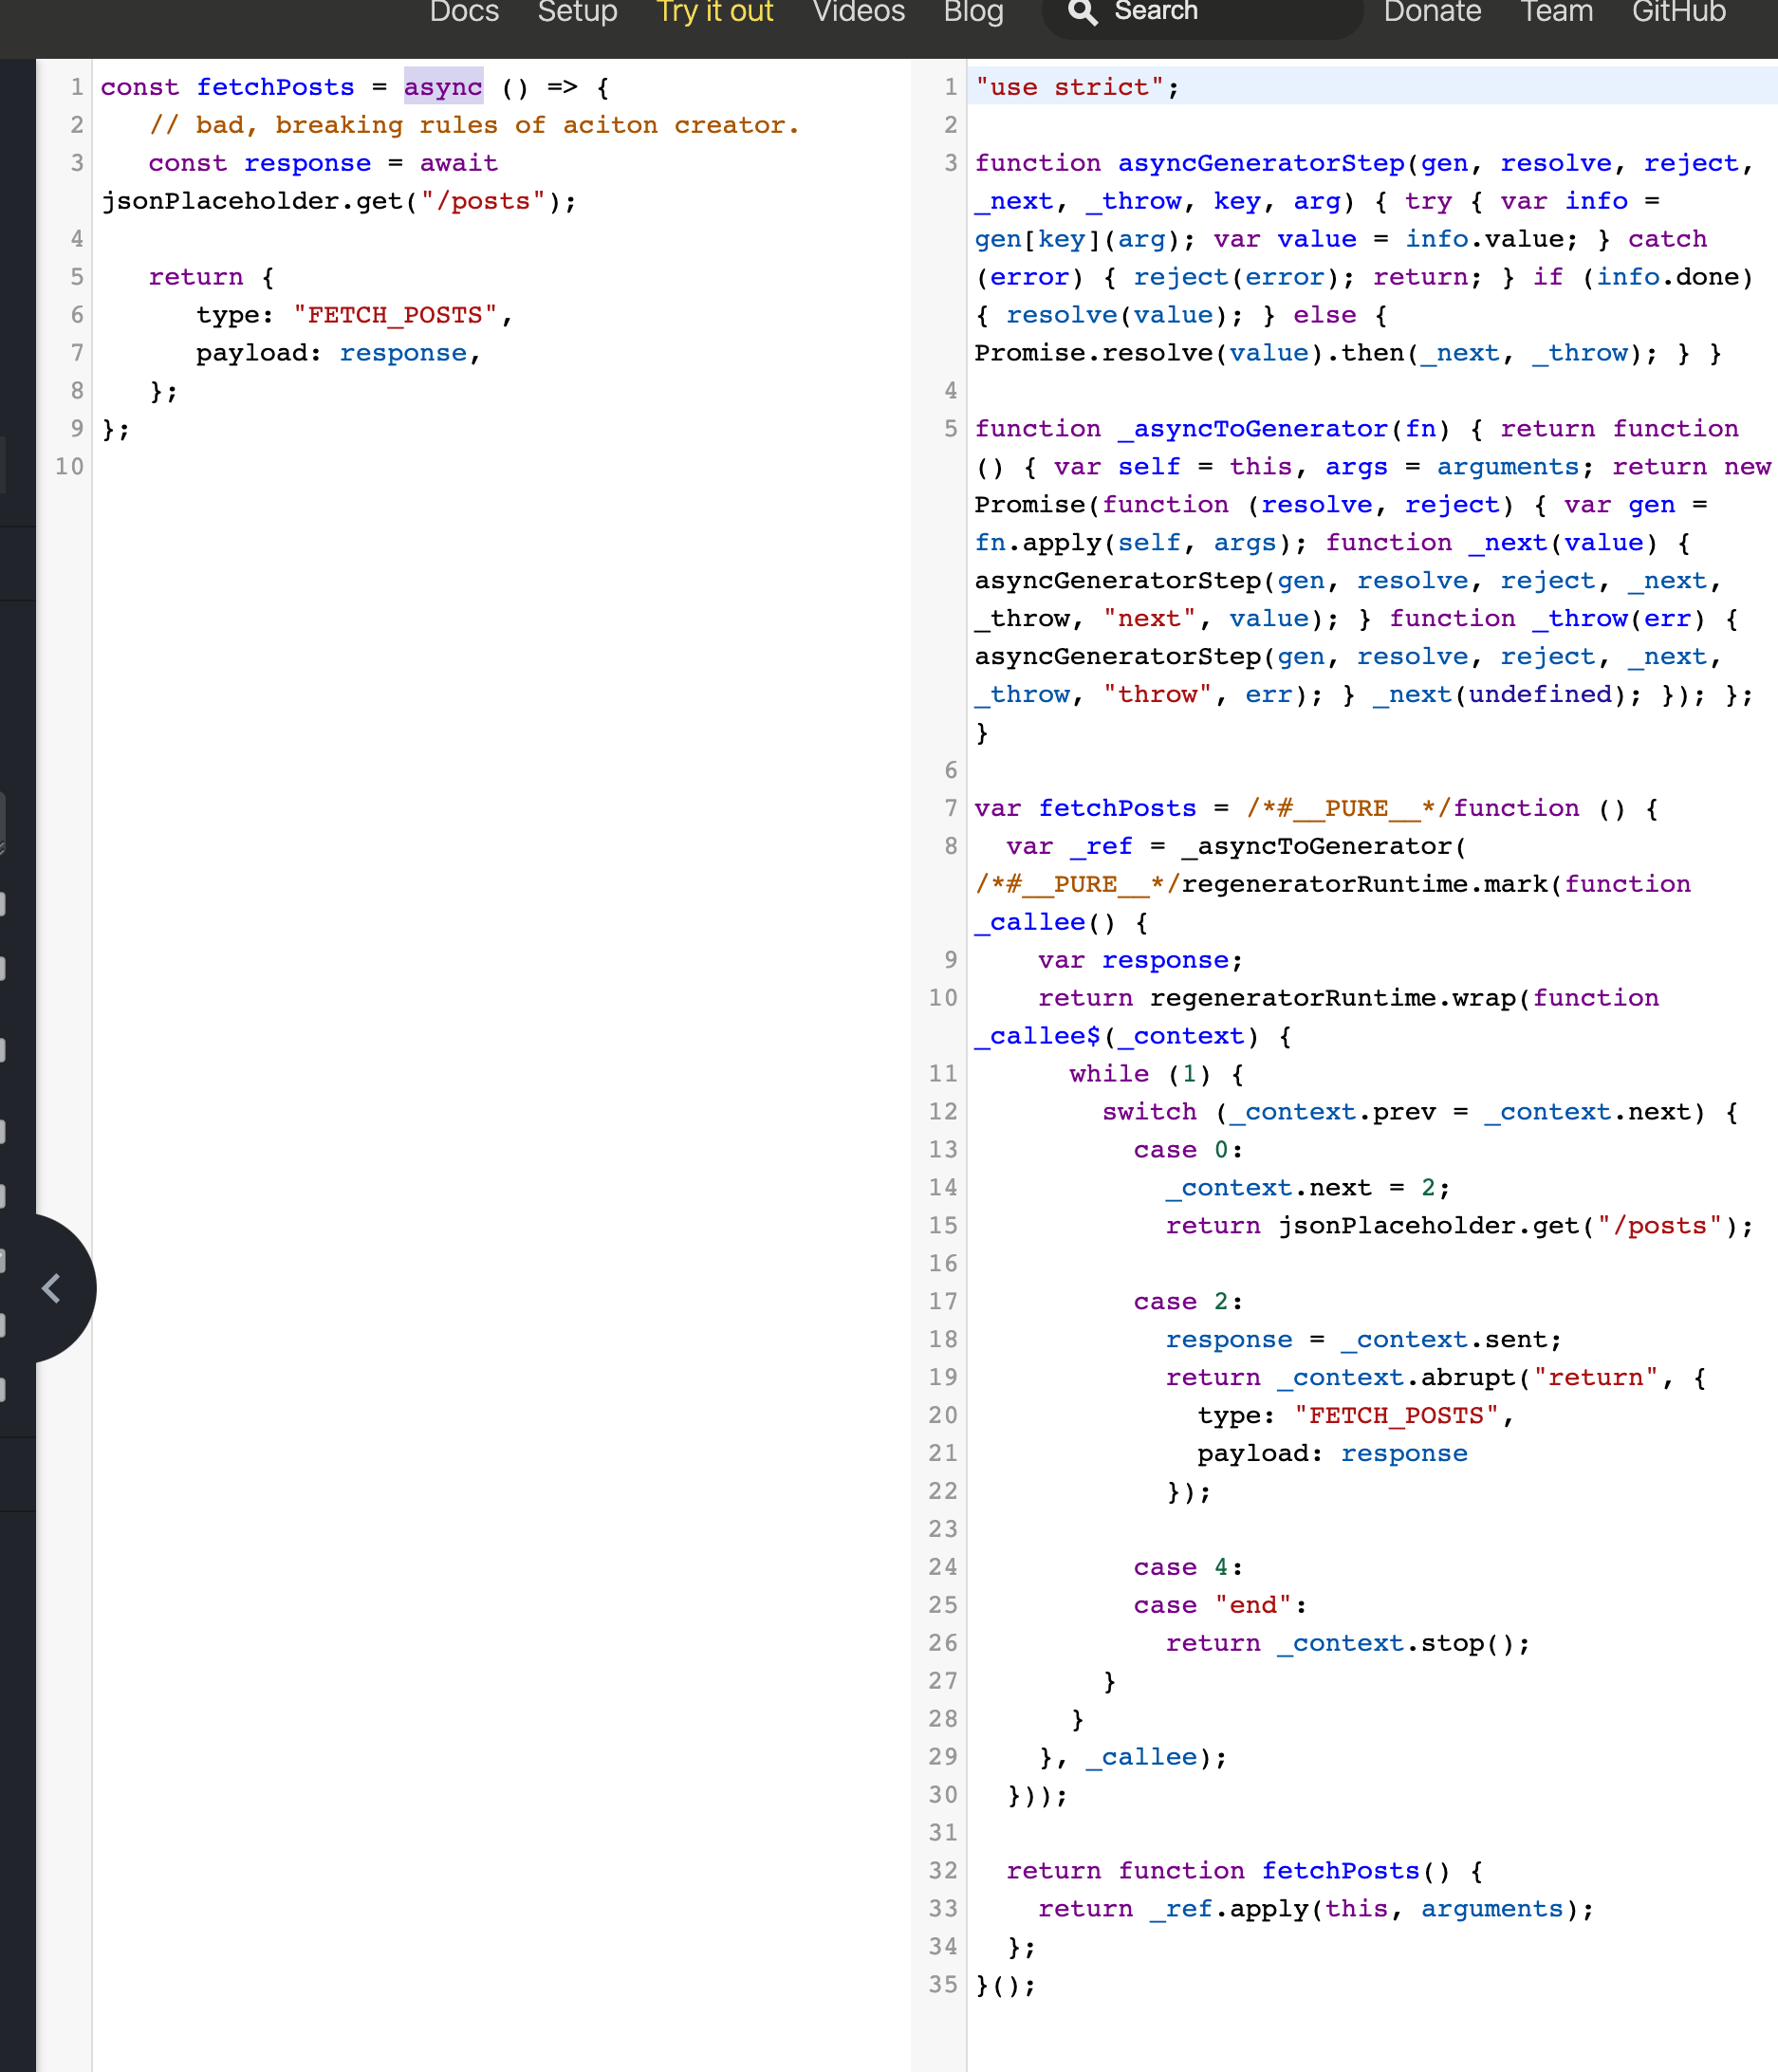 Docs Setup Try it out Videos Blog Search Donate Team GitHub
1 const fetchPosts = async () => {
2 // bad, breaking rules of aciton creator.
3 const response = await
jsonPlaceholder.get("/posts");
4
5 return {
6 type: "FETCH_POSTS",
7 payload: response,
8 };
9 };
10
1 "use strict";
2
3 function asyncGeneratorStep(gen, resolve, reject,
_next, _throw, key, arg) { try { var info =
gen[key](arg); var value = info.value; } catch
(error) { reject(error); return; } if (info.done)
{ resolve(value); } else {
Promise.resolve(value).then(_next, _throw); } }
4
5 function _asyncToGenerator(fn) { return function
() { var self = this, args = arguments; return new
Promise(function (resolve, reject) { var gen =
fn.apply(self, args); function _next(value) {
asyncGeneratorStep(gen, resolve, reject, _next,
_throw, "next", value); } function _throw(err) {
asyncGeneratorStep(gen, resolve, reject, _next,
_throw, "throw", err); } _next(undefined); }); };
}
6
7 var fetchPosts = /*#__PURE__*/function () {
8 var _ref = _asyncToGenerator(
/*#__PURE__*/regeneratorRuntime.mark(function
_callee() {
9 var response;
10 return regeneratorRuntime.wrap(function
_callee$(_context) {
11 while (1) {
12 switch (_context.prev = _context.next) {
13 case 0:
14 _context.next = 2;
15 return jsonPlaceholder.get("/posts");
16
17 case 2:
18 response = _context.sent;
19 return _context.abrupt("return", {
20 type: "FETCH_POSTS",
21 payload: response
22 });
23
24 case 4:
25 case "end":
26 return _context.stop();
27 }
28 }
29 }, _callee);
30 }));
31
32 return function fetchPosts() {
33 return _ref.apply(this, arguments);
34 };
35 }();